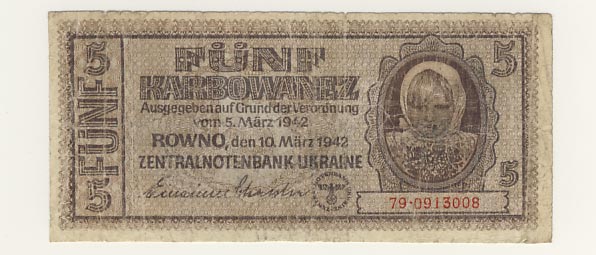 5 FÜNF 5
FÜNF
KARBOWANEZ
Ausgegeben auf Grund der Verordnung
vom 5. März 1942
ROWNO, den 10. März 1942
ZENTRALNOTENBANK UKRAINE
5
5
79·0913008